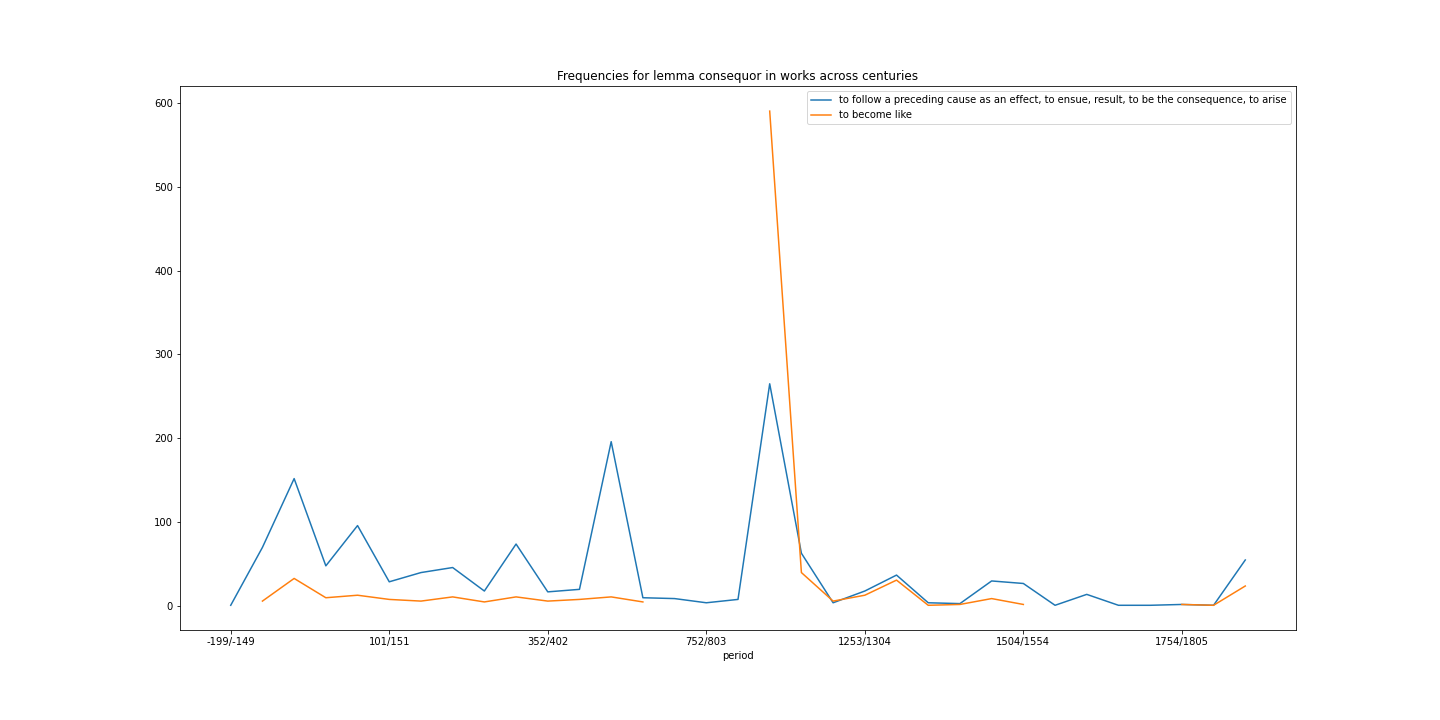 Frequencies for lemma consequor in works across centuries
to follow a preceding cause as an effect, to ensue, result, to be the consequence, to arise
to become like
600
500
400
300
200
100
0
-199/-149 101/151 352/402 752/803 1253/1304 1504/1554 1754/1805
period